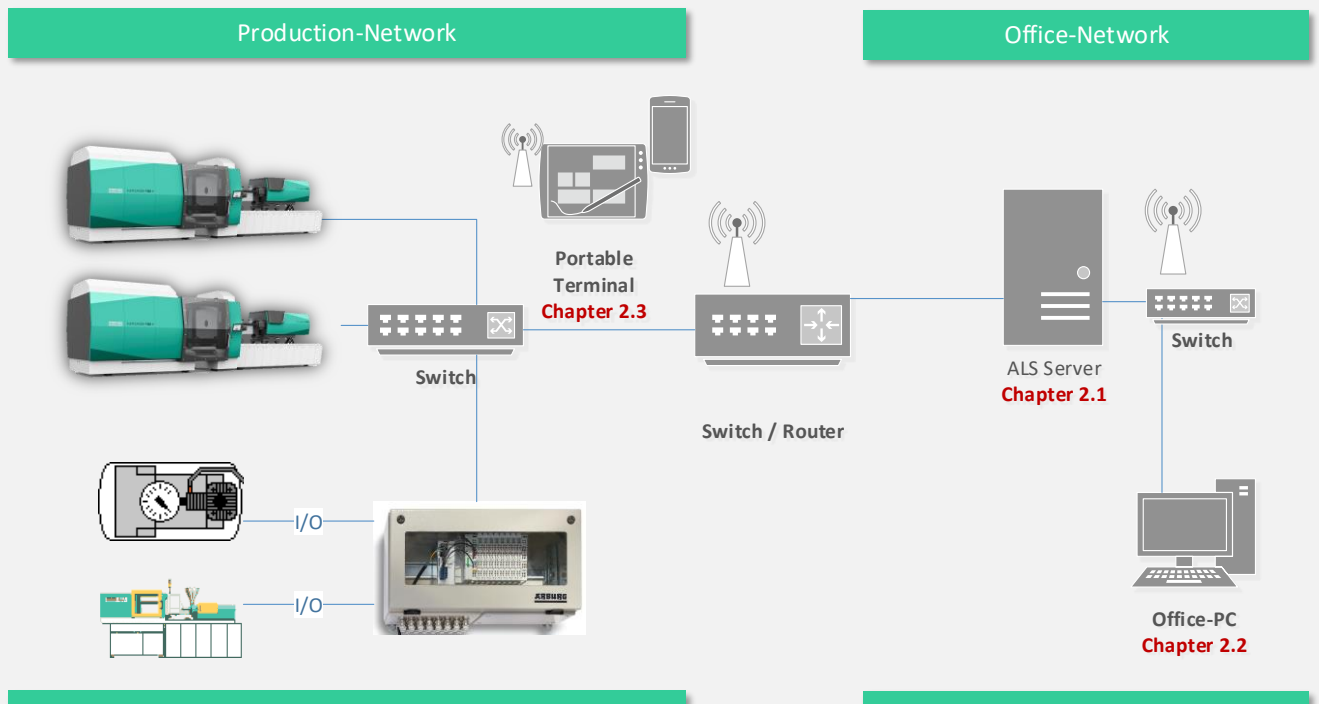 Production-Network
Office-Network
Portable
Terminal
Chapter 2.3
Switch
Switch / Router
ALS Server
Chapter 2.1
Switch
I/O
I/O
ARBURG
Office-PC
Chapter 2.2